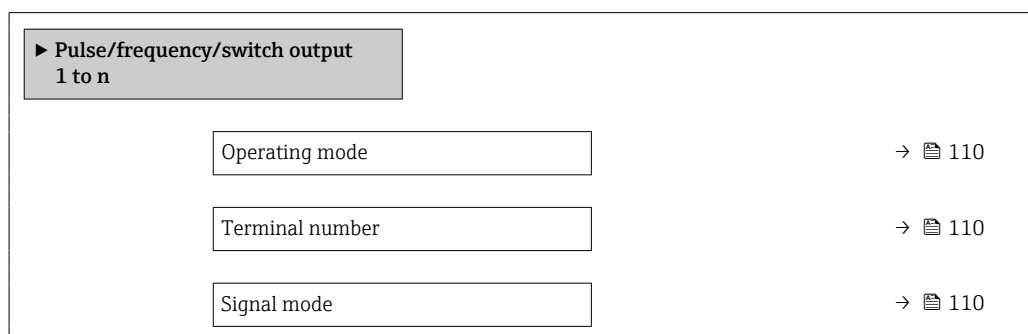 ▶ Pulse/frequency/switch output
1 to n
Operating mode → 110
Terminal number → 110
Signal mode → 110